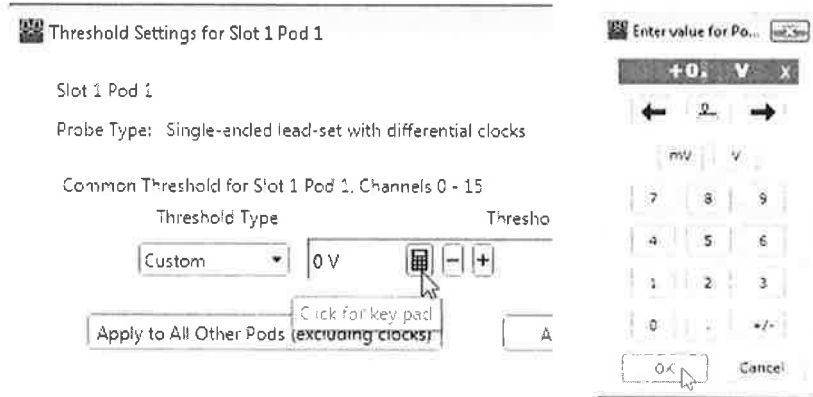 Threshold Settings for Slot 1 Pod 1
Slot 1 Pod 1
Probe Type: Single-ended lead-set with differential clocks
Common Threshold for Slot 1 Pod 1, Channels 0 - 15
Threshold Type Thresho
Custom 0 V - +
Click for key pad
Apply to All Other Pods (excluding clocks) A
Enter value for Po...
+0. V X
mV V
7 8 9
4 5 6
1 2 3
0 . +/-
OK Cancel